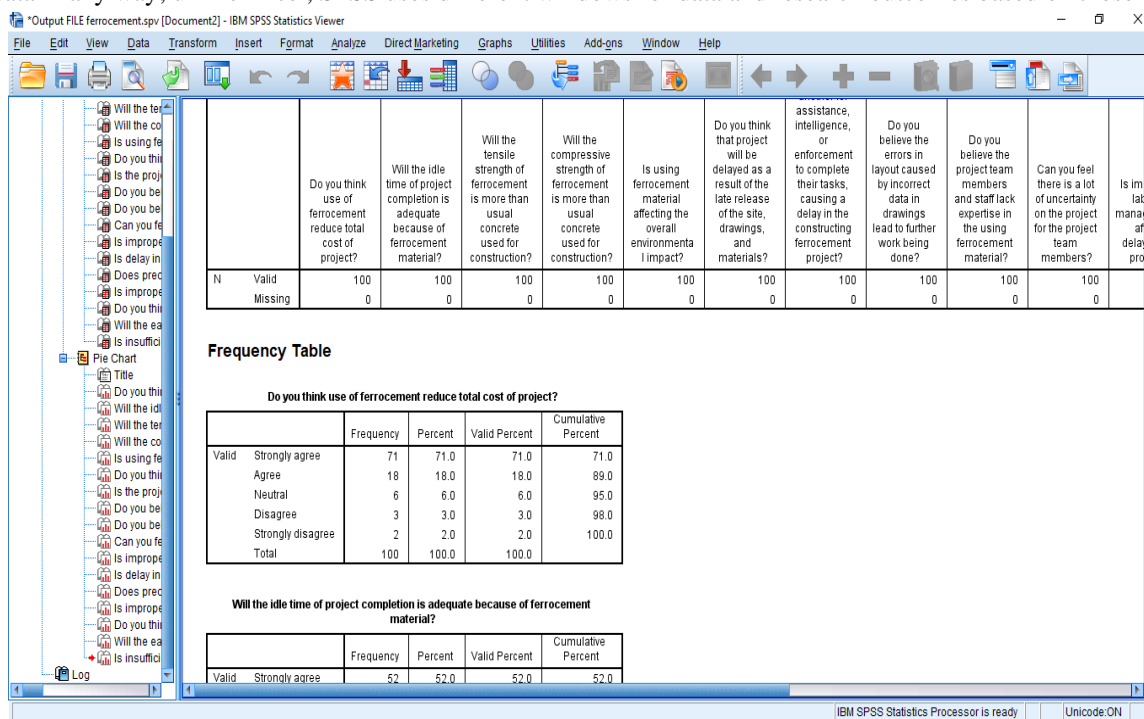 *Output FILE ferrocement.spv [Document2] - IBM SPSS Statistics Viewer
File Edit View Data Transform Insert Format Analyze Direct Marketing Graphs Utilities Add-ons Window Help
Will the ter
Will the co
Is using fe
Do you thi
Is the proj
Do you be
Do you be
Can you fe
Is imprope
Is delay in
Does prec
Is imprope
Do you thi
Will the ea
Is insuffici
Pie Chart
Title
Do you thi
Will the idl
Will the ter
Will the co
Is using fe
Do you thi
Is the proj
Do you be
Do you be
Can you fe
Is imprope
Is delay in
Does prec
Is imprope
Do you thi
Will the ea
Is insuffici
Log
Do you think
use of
ferrocement
reduce total
cost of
project?
Will the idle
time of project
completion is
adequate
because of
ferrocement
material?
Will the
tensile
strength of
ferrocement
is more than
usual
concrete
used for
construction?
Will the
compressive
strength of
ferrocement
is more than
usual
concrete
used for
construction?
Is using
ferrocement
material
affecting the
overall
environmenta
l impact?
Do you think
that project
will be
delayed as a
result of the
late release
of the site,
drawings,
and
materials?
assistance,
intelligence,
or
enforcement
to complete
their tasks,
causing a
delay in the
constructing
ferrocement
project?
Do you
believe the
errors in
layout caused
by incorrect
data in
drawings
lead to further
work being
done?
Do you
believe the
project team
members
and staff lack
expertise in
the using
ferrocement
material?
Can you feel
there is a lot
of uncertainty
on the project
for the project
team
members?
Is im
lab
mana
af
delay
pro
N Valid 100 100 100 100 100 100 100 100 100
Missing 0 0 0 0 0 0 0 0 0 0
Frequency Table
Do you think use of ferrocement reduce total cost of project?
Frequency Percent Valid Percent Cumulative
Percent
Valid Strongly agree 71 71.0 71.0 71.0
Agree 18 18.0 18.0 89.0
Neutral 6 6.0 6.0 95.0
Disagree 3 3.0 3.0 98.0
Strongly disagree 2 2.0 2.0 100.0
Total 100 100.0 100.0
Will the idle time of project completion is adequate because of ferrocement
material?
Frequency Percent Valid Percent Cumulative
Percent
Valid Strongly agree 52 52.0 52.0 52.0
IBM SPSS Statistics Processor is ready Unicode:ON